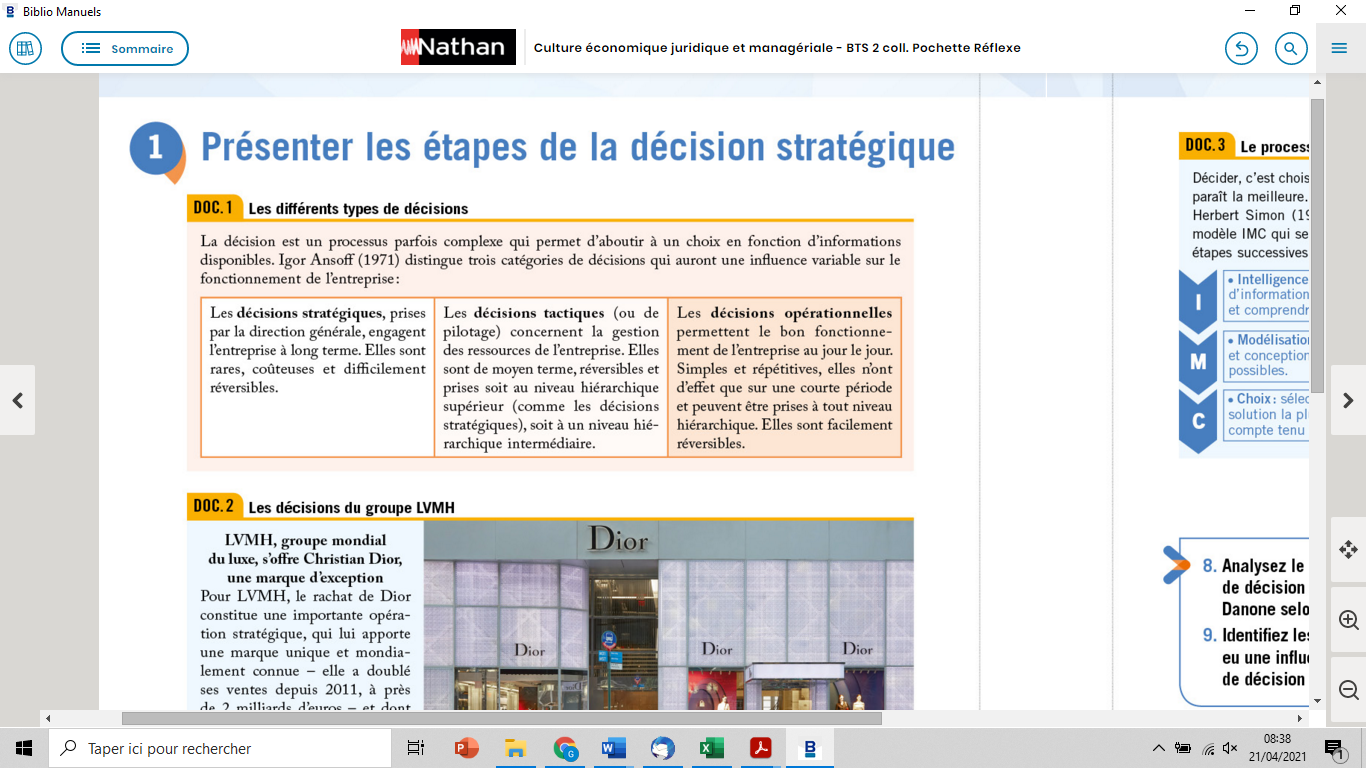 Biblio Manuels
Sommaire
Nathan
Culture économique juridique et managériale - BTS 2 coll. Pochette Réflexe
1 Présenter les étapes de la décision stratégique
DOC. 1 Les différents types de décisions
La décision est un processus parfois complexe qui permet d'aboutir à un choix en fonction d'informations
disponibles. Igor Ansoff (1971) distingue trois catégories de décisions qui auront une influence variable sur le
fonctionnement de l'entreprise :
Les décisions stratégiques, prises
par la direction générale, engagent
l'entreprise à long terme. Elles sont
rares, coûteuses et difficilement
réversibles.
Les décisions tactiques (ou de
pilotage) concernent la gestion
des ressources de l'entreprise. Elles
sont de moyen terme, réversibles et
prises soit au niveau hiérarchique
supérieur (comme les décisions
stratégiques), soit à un niveau hié-
rarchique intermédiaire.
Les décisions opérationnelles
permettent le bon fonctionne-
ment de l'entreprise au jour le jour.
Simples et répétitives, elles n'ont
d'effet que sur une courte période
et peuvent être prises à tout niveau
hiérarchique. Elles sont facilement
réversibles.
DOC. 2 Les décisions du groupe LVMH
LVMH, groupe mondial
du luxe, s'offre Christian Dior,
une marque d'exception
Pour LVMH, le rachat de Dior
constitue une importante opéra-
tion stratégique, qui lui apporte
une marque unique et mondia-
lement connue – elle a doublé
ses ventes depuis 2011, à près
de 2 milliards d'euros – et dont
Dior
Dior
Dior
Dior
DOC. 3 Le process
Décider, c'est chois
paraît la meilleure.
Herbert Simon (19
modèle IMC qui se
étapes successives
I
• Intelligence
d'information
et comprendr
M
• Modélisation
et conception
possibles.
C
• Choix : sélec
solution la pl
compte tenu
8. Analysez le
de décision
Danone selo
9. Identifiez les
eu une influe
de décision
Taper ici pour rechercher
08:38
21/04/2021
1